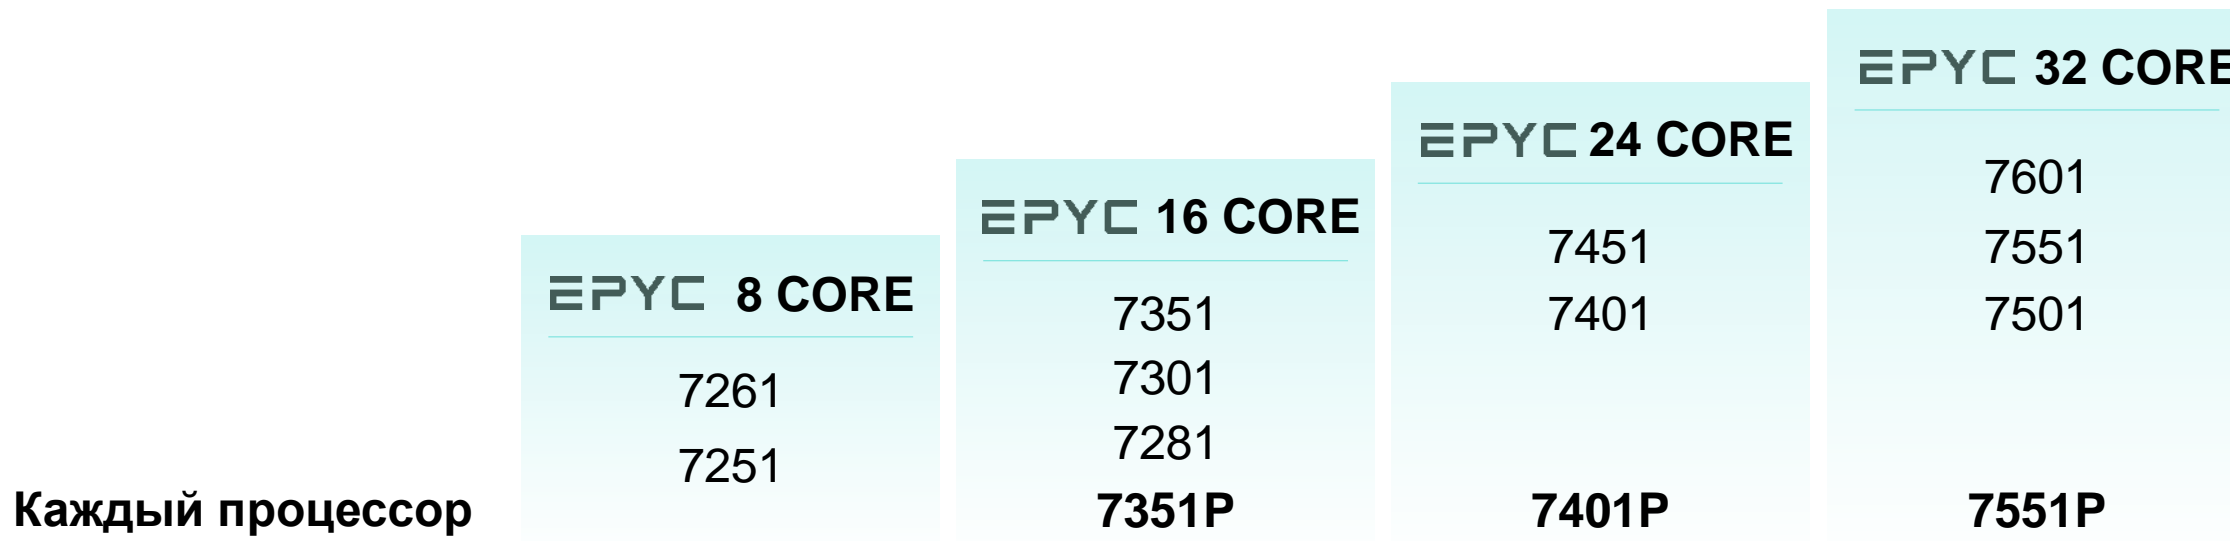 EPYC 8 CORE
7261
7251
EPYC 16 CORE
7351
7301
7281
7351P
EPYC 24 CORE
7451
7401
7401P
EPYC 32 CORE
7601
7551
7501
7551P
Каждый процессор